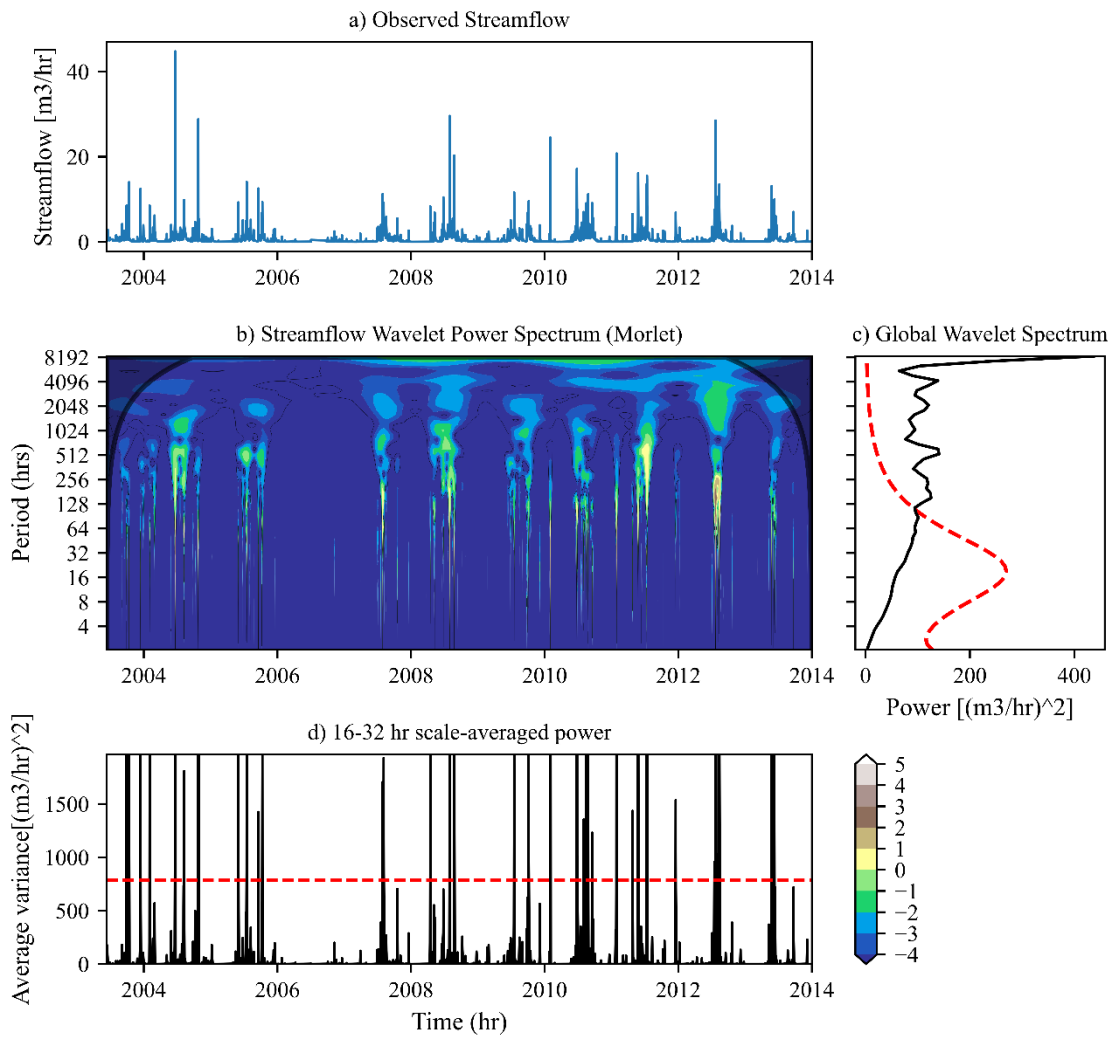 a) Observed Streamflow
Streamflow [m3/hr]
40
20
0
2004 2006 2008 2010 2012 2014
b) Streamflow Wavelet Power Spectrum (Morlet)
Period (hrs)
8192
4096
2048
1024
512
256
128
64
32
16
8
4
2004 2006 2008 2010 2012 2014
c) Global Wavelet Spectrum
0 200 400
Power [(m3/hr)^2]
d) 16-32 hr scale-averaged power
Average variance[(m3/hr)^2]
1500
1000
500
0
2004 2006 2008 2010 2012 2014
Time (hr)
5
4
3
2
1
0
−1
−2
−3
−4